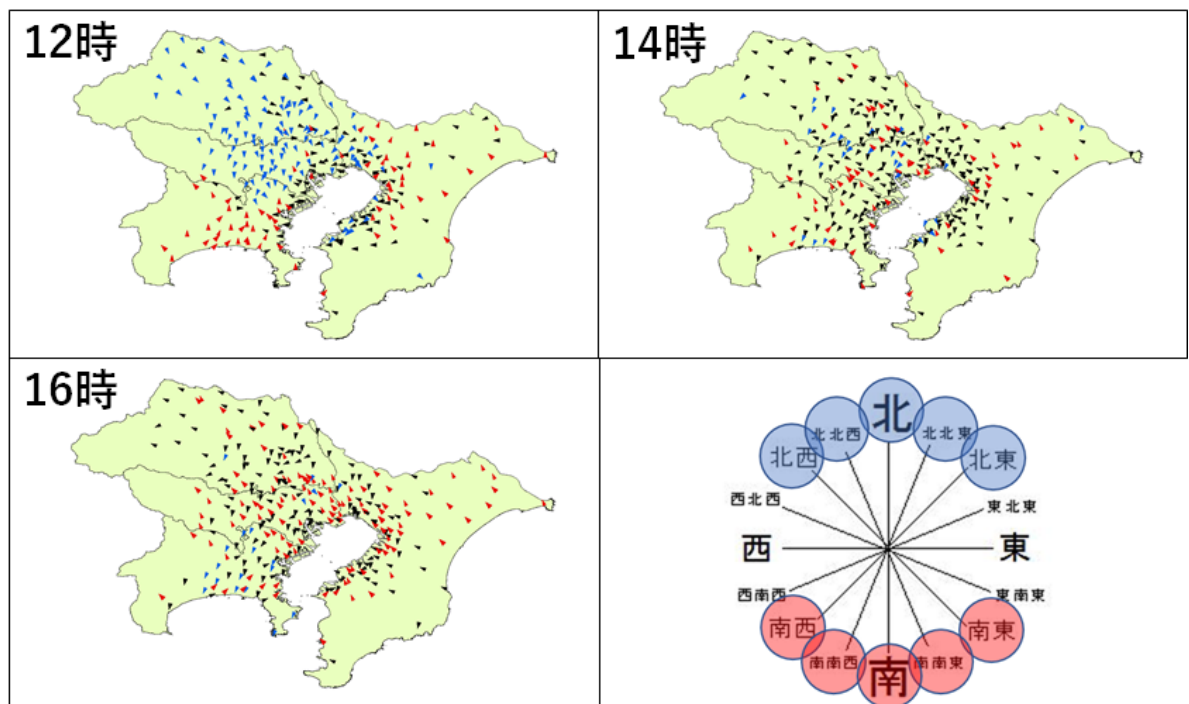 12時
14時
16時
北
北北西
北北東
北西
北東
西北西
東北東
西
東
西南西
東南東
南西
南東
南南西
南
南南東